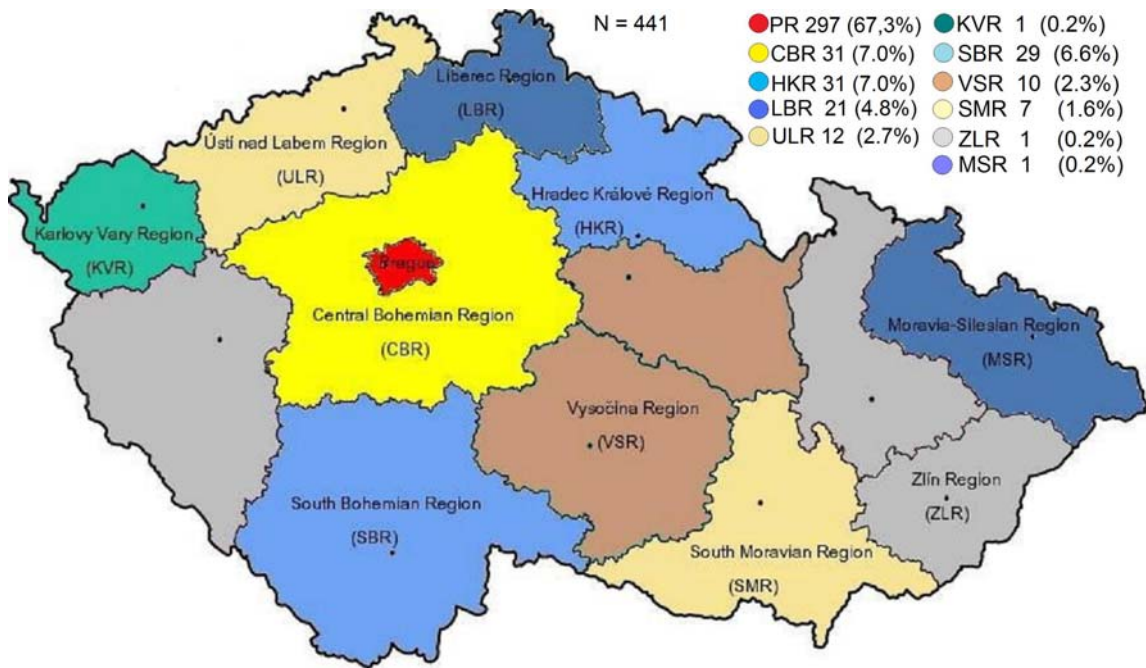 N = 441
PR 297 (67,3%)
CBR 31 (7.0%)
HKR 31 (7.0%)
LBR 21 (4.8%)
ULR 12 (2.7%)
KVR 1 (0.2%)
SBR 29 (6.6%)
VSR 10 (2.3%)
SMR 7 (1.6%)
ZLR 1 (0.2%)
MSR 1 (0.2%)
Liberec Region
(LBR)
Ústí nad Labem Region
(ULR)
Hradec Králové Region
(HKR)
Karlovy Vary Region
(KVR)
Prague
Central Bohemian Region
(CBR)
Moravia-Silesian Region
(MSR)
Vysočina Region
(VSR)
Zlín Region
(ZLR)
South Bohemian Region
(SBR)
South Moravian Region
(SMR)